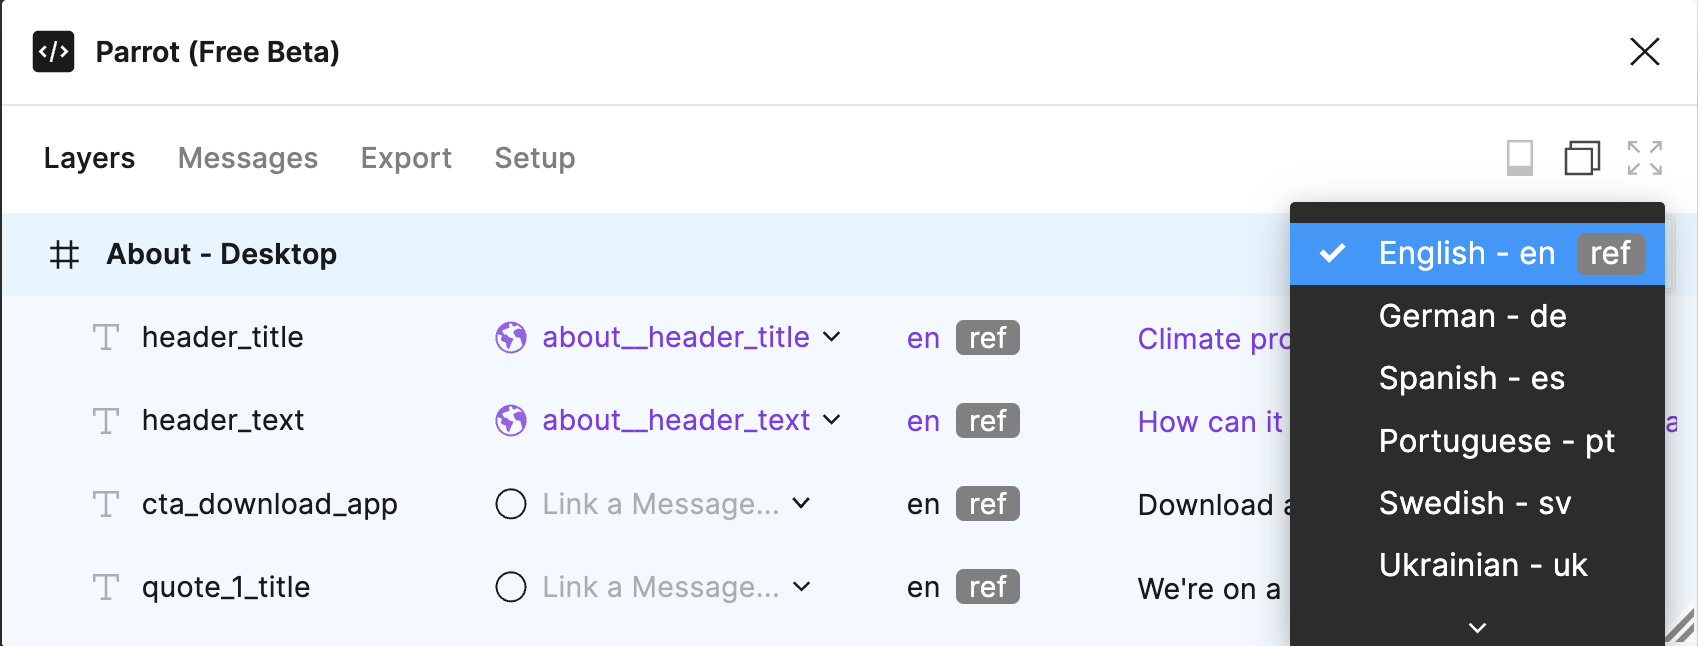 Parrot (Free Beta)
Layers Messages Export Setup
About - Desktop
header_title about__header_title en ref Climate pro
header_text about__header_text en ref How can it
cta_download_app Link a Message... en ref Download
quote_1_title Link a Message... en ref We're on a
English - en ref
German - de
Spanish - es
Portuguese - pt
Swedish - sv
Ukrainian - uk